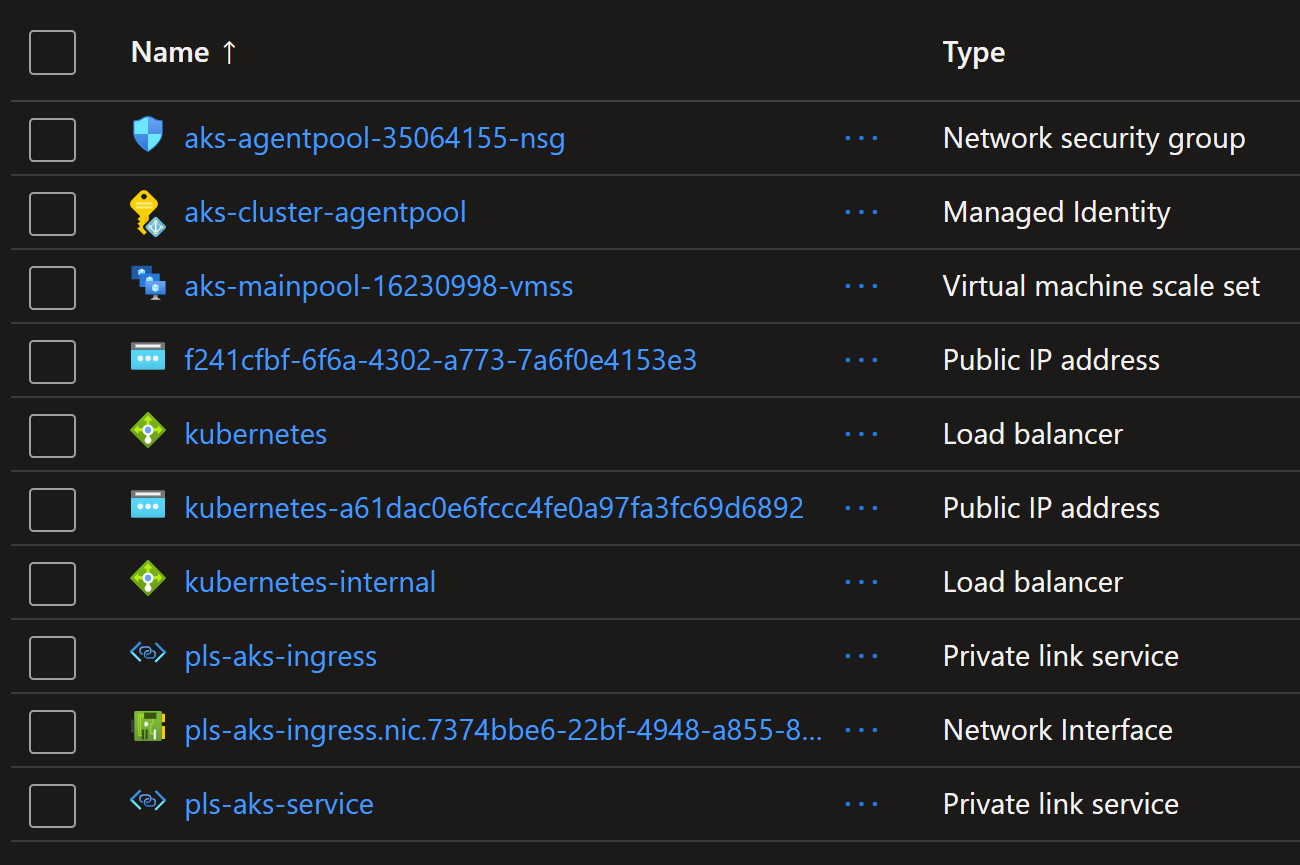 Name ↑ Type
aks-agentpool-35064155-nsg ... Network security group
aks-cluster-agentpool ... Managed Identity
aks-mainpool-16230998-vmss ... Virtual machine scale set
f241cfbf-6f6a-4302-a773-7a6f0e4153e3 ... Public IP address
kubernetes ... Load balancer
kubernetes-a61dac0e6fccc4fe0a97fa3fc69d6892 ... Public IP address
kubernetes-internal ... Load balancer
pls-aks-ingress ... Private link service
pls-aks-ingress.nic.7374bbe6-22bf-4948-a855-8... ... Network Interface
pls-aks-service ... Private link service